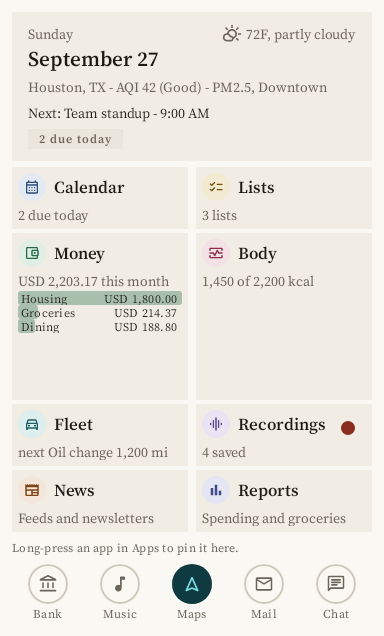 Sunday
72F, partly cloudy
September 27
Houston, TX - AQI 42 (Good) - PM2.5, Downtown
Next: Team standup - 9:00 AM
2 due today
Calendar
2 due today
Lists
3 lists
Money
USD 2,203.17 this month
Housing USD 1,800.00
Groceries USD 214.37
Dining USD 188.80
Body
1,450 of 2,200 kcal
Fleet
next Oil change 1,200 mi
Recordings
4 saved
News
Feeds and newsletters
Reports
Spending and groceries
Long-press an app in Apps to pin it here.
Bank
Music
Maps
Mail
Chat